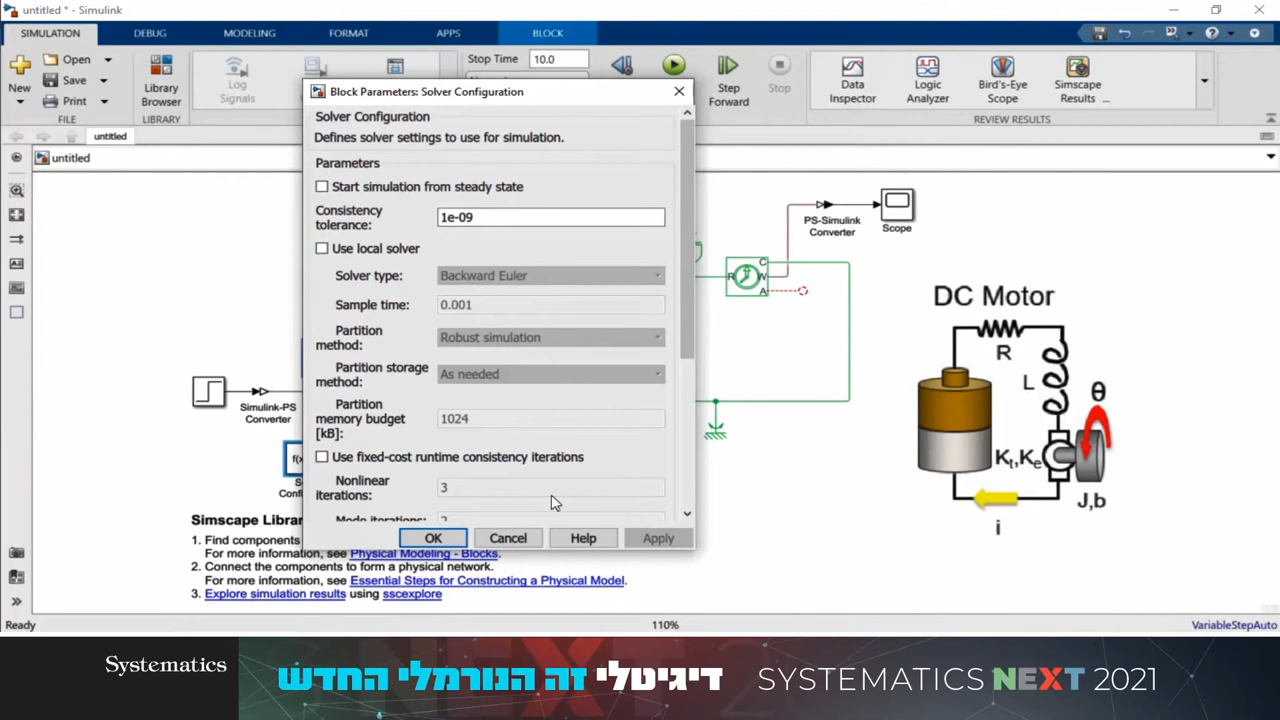 untitled * - Simulink
SIMULATION
DEBUG
MODELING
FORMAT
APPS
BLOCK
New
Open
Save
Print
FILE
Library
Browser
LIBRARY
Log
Signals
Stop Time
10.0
Step
Forward
Stop
Data
Inspector
Logic
Analyzer
Bird's-Eye
Scope
Simscape
Results ...
REVIEW RESULTS
untitled
untitled
Block Parameters: Solver Configuration
Solver Configuration
Defines solver settings to use for simulation.
Parameters
Start simulation from steady state
Consistency
tolerance:
1e-09
Use local solver
Solver type:
Backward Euler
Sample time:
0.001
Partition
method:
Robust simulation
Partition storage
method:
As needed
Partition
memory budget
[kB]:
1024
Use fixed-cost runtime consistency iterations
Nonlinear
iterations:
3
Mode iterations:
2
OK
Cancel
Help
Apply
PS-Simulink
Converter
Scope
R
C
W
A
Simulink-PS
Converter
f(x
S
Confi
DC Motor
R
L
θ
Kt,Ke
J,b
i
Simscape Libra
1. Find components
For more information, see Physical Modeling - Blocks.
2. Connect the components to form a physical network.
For more information, see Essential Steps for Constructing a Physical Model.
3. Explore simulation results using sscexplore
Ready
110%
VariableStepAuto
Systematics
דיגיטלי זה הנורמלי החדש
SYSTEMATICS NEXT 2021